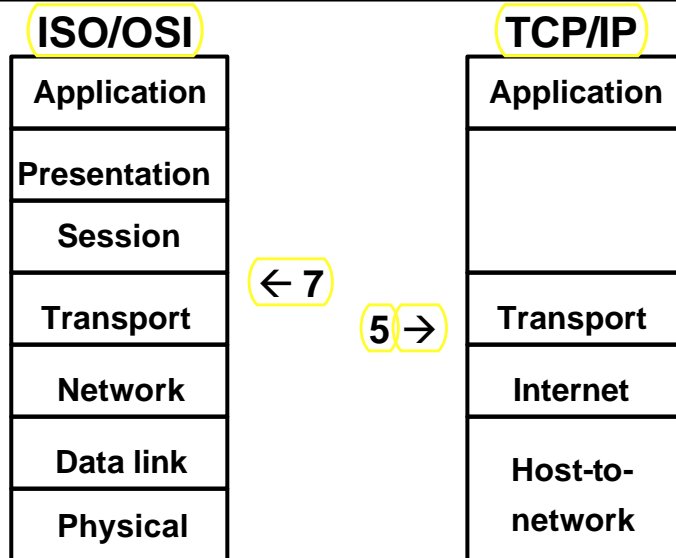 ISO/OSI
Application
Presentation
Session
Transport
Network
Data link
Physical
← 7
5 →
TCP/IP
Application
Transport
Internet
Host-to-
network